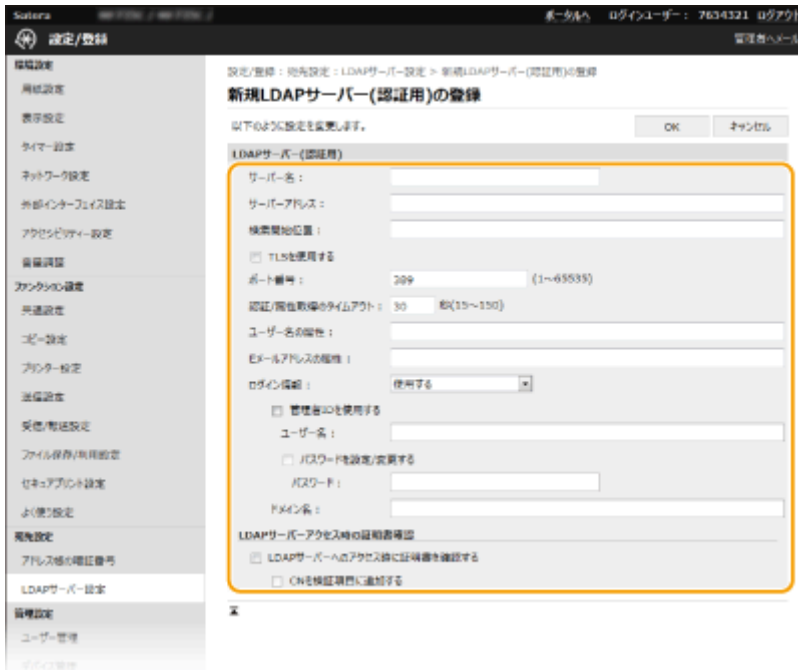 Satera
ポータルへ ログインユーザー： 7654321 ログアウト
設定/登録
管理者へメール
環境設定
用紙設定
表示設定
タイマー設定
ネットワーク設定
外部インターフェイス設定
アクセシビリティー設定
音量調整
ファンクション設定
共通設定
コピー設定
プリンター設定
送信設定
受信/転送設定
ファイル保存/利用設定
セキュアプリント設定
よく使う設定
宛先設定
アドレス帳の暗証番号
LDAPサーバー設定
管理設定
ユーザー管理
デバイス管理
設定/登録 : 宛先設定 : LDAPサーバー設定 > 新規LDAPサーバー(認証用)の登録
新規LDAPサーバー(認証用)の登録
以下のように設定を変更します。
OK キャンセル
LDAPサーバー(認証用)
サーバー名 :
サーバーアドレス :
検索開始位置 :
TLSを使用する
ポート番号 : 389 (1～65535)
認証/属性取得のタイムアウト : 30 秒(15～150)
ユーザー名の属性 :
Eメールアドレスの属性 :
ログイン情報 : 使用する
管理者IDを使用する
ユーザー名 :
パスワードを設定/変更する
パスワード :
ドメイン名 :
LDAPサーバーアクセス時の証明書確認
LDAPサーバーへのアクセス時に証明書を確認する
CNを検証項目に追加する